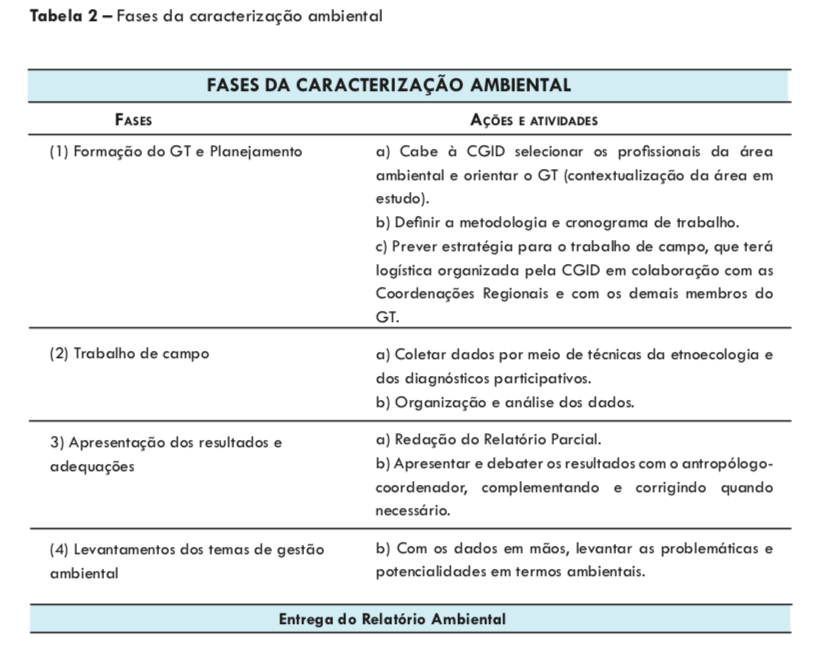 Tabela 2 – Fases da caracterização ambiental
FASES DA CARACTERIZAÇÃO AMBIENTAL
FASES
AÇÕES E ATIVIDADES
(1) Formação do GT e Planejamento
a) Cabe à CGID selecionar os profissionais da área
ambiental e orientar o GT (contextualização da área em
estudo).
b) Definir a metodologia e cronograma de trabalho.
c) Prever estratégia para o trabalho de campo, que terá
logística organizada pela CGID em colaboração com as
Coordenações Regionais e com os demais membros do
GT.
(2) Trabalho de campo
a) Coletar dados por meio de técnicas da etnoecologia e
dos diagnósticos participativos.
b) Organização e análise dos dados.
3) Apresentação dos resultados e
adequações
a) Redação do Relatório Parcial.
b) Apresentar e debater os resultados com o antropólogo-
coordenador, complementando e corrigindo quando
necessário.
(4) Levantamentos dos temas de gestão
ambiental
b) Com os dados em mãos, levantar as problemáticas e
potencialidades em termos ambientais.
Entrega do Relatório Ambiental